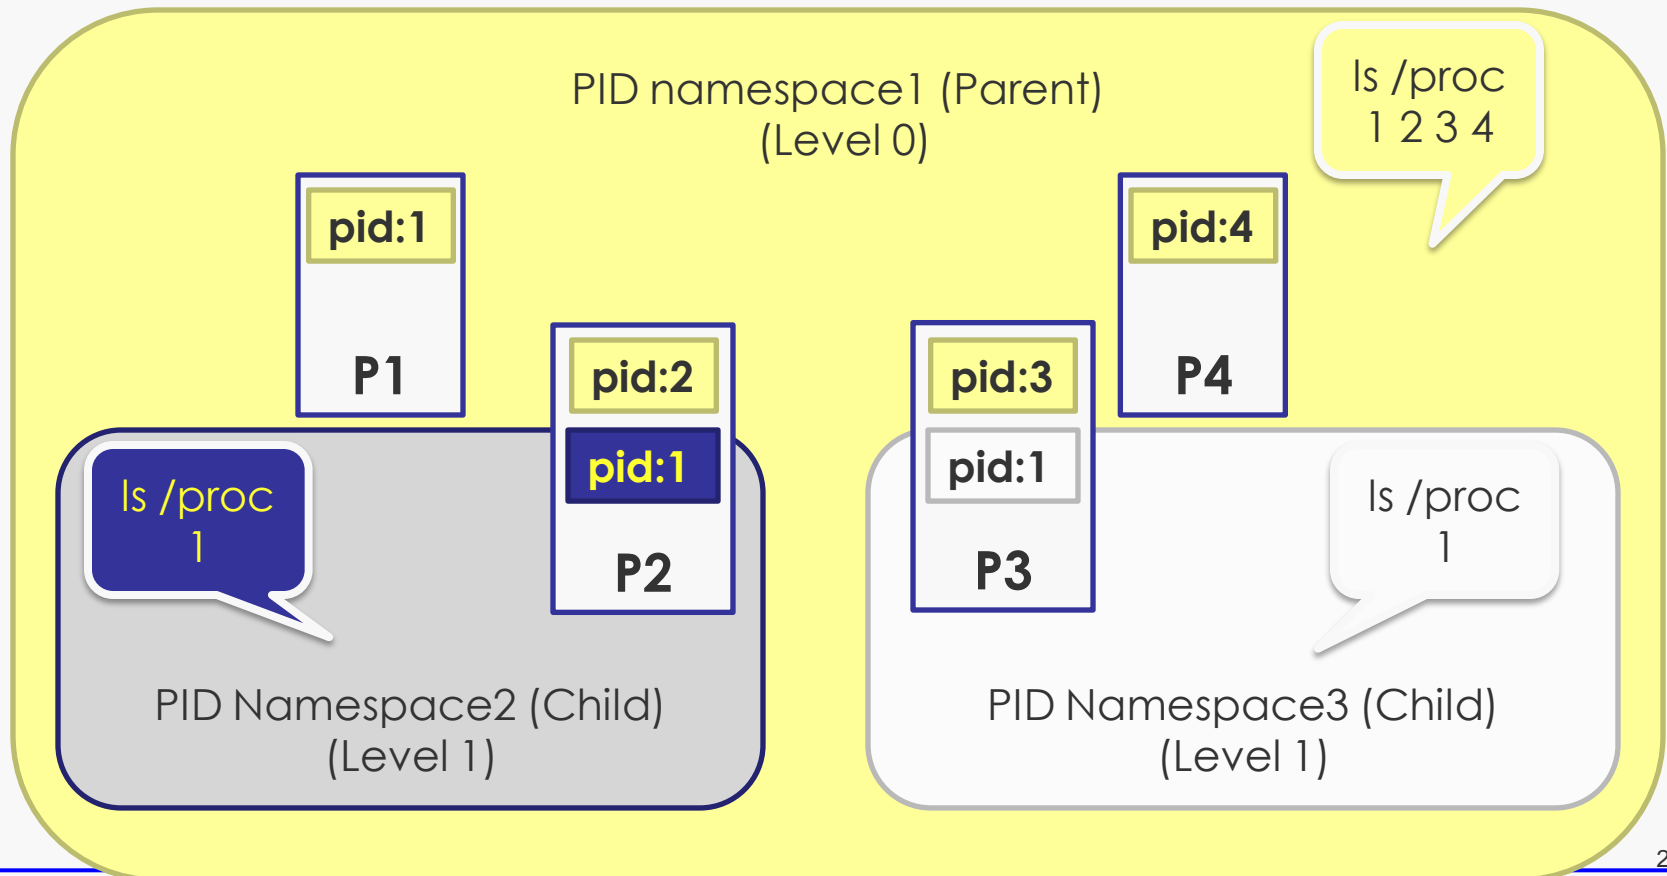 PID namespace1 (Parent)
(Level 0)
ls /proc
1 2 3 4
pid:1
P1
pid:2
pid:1
P2
pid:3
pid:1
P3
pid:4
P4
ls /proc
1
PID Namespace2 (Child)
(Level 1)
ls /proc
1
PID Namespace3 (Child)
(Level 1)
2